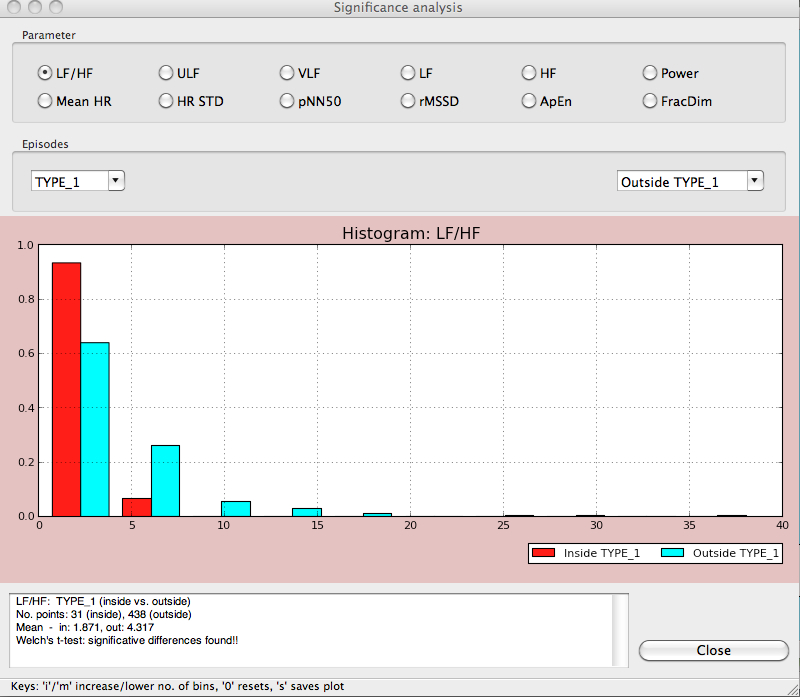 Significance analysis
Parameter
LF/HF ULF VLF LF HF Power
Mean HR HR STD pNN50 rMSSD ApEn FracDim
Episodes
TYPE_1 Outside TYPE_1
Histogram: LF/HF
1.0
0.8
0.6
0.4
0.2
0.0
0 5 10 15 20 25 30 35 40
Inside TYPE_1 Outside TYPE_1
LF/HF: TYPE_1 (inside vs. outside)
No. points: 31 (inside), 438 (outside)
Mean - in: 1.871, out: 4.317
Welch's t-test: significative differences found!!
Close
Keys: 'i'/'m' increase/lower no. of bins, '0' resets, 's' saves plot